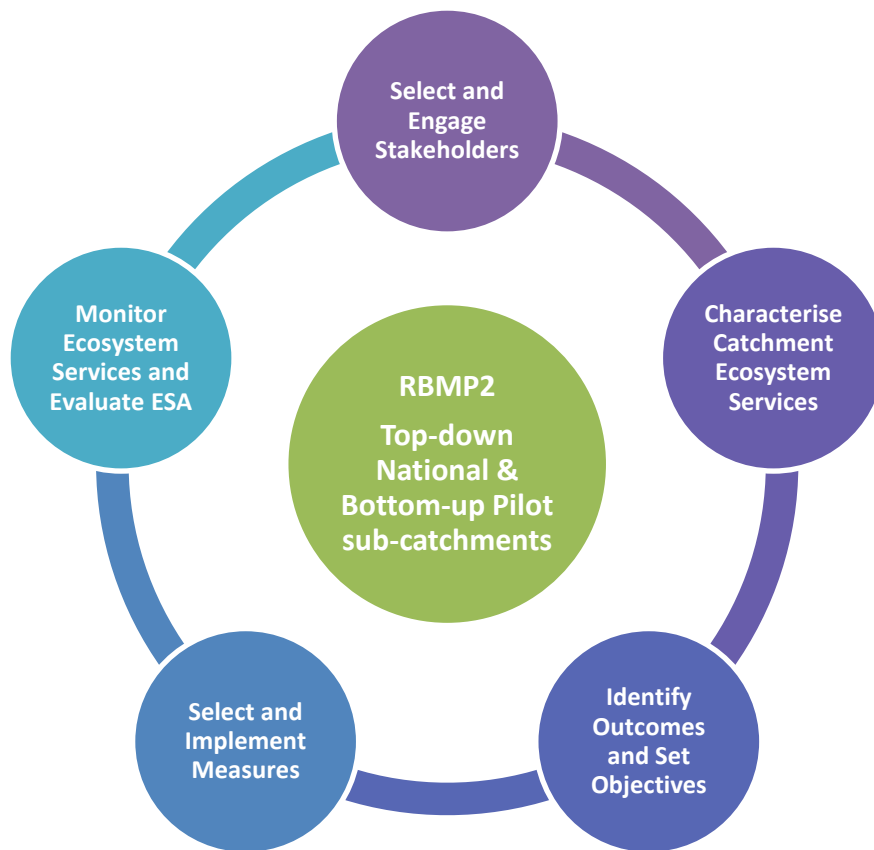 Select and
Engage
Stakeholders
Characterise
Catchment
Ecosystem
Services
Identify
Outcomes
and Set
Objectives
Select and
Implement
Measures
Monitor
Ecosystem
Services and
Evaluate ESA
RBMP2
Top-down
National &
Bottom-up Pilot
sub-catchments